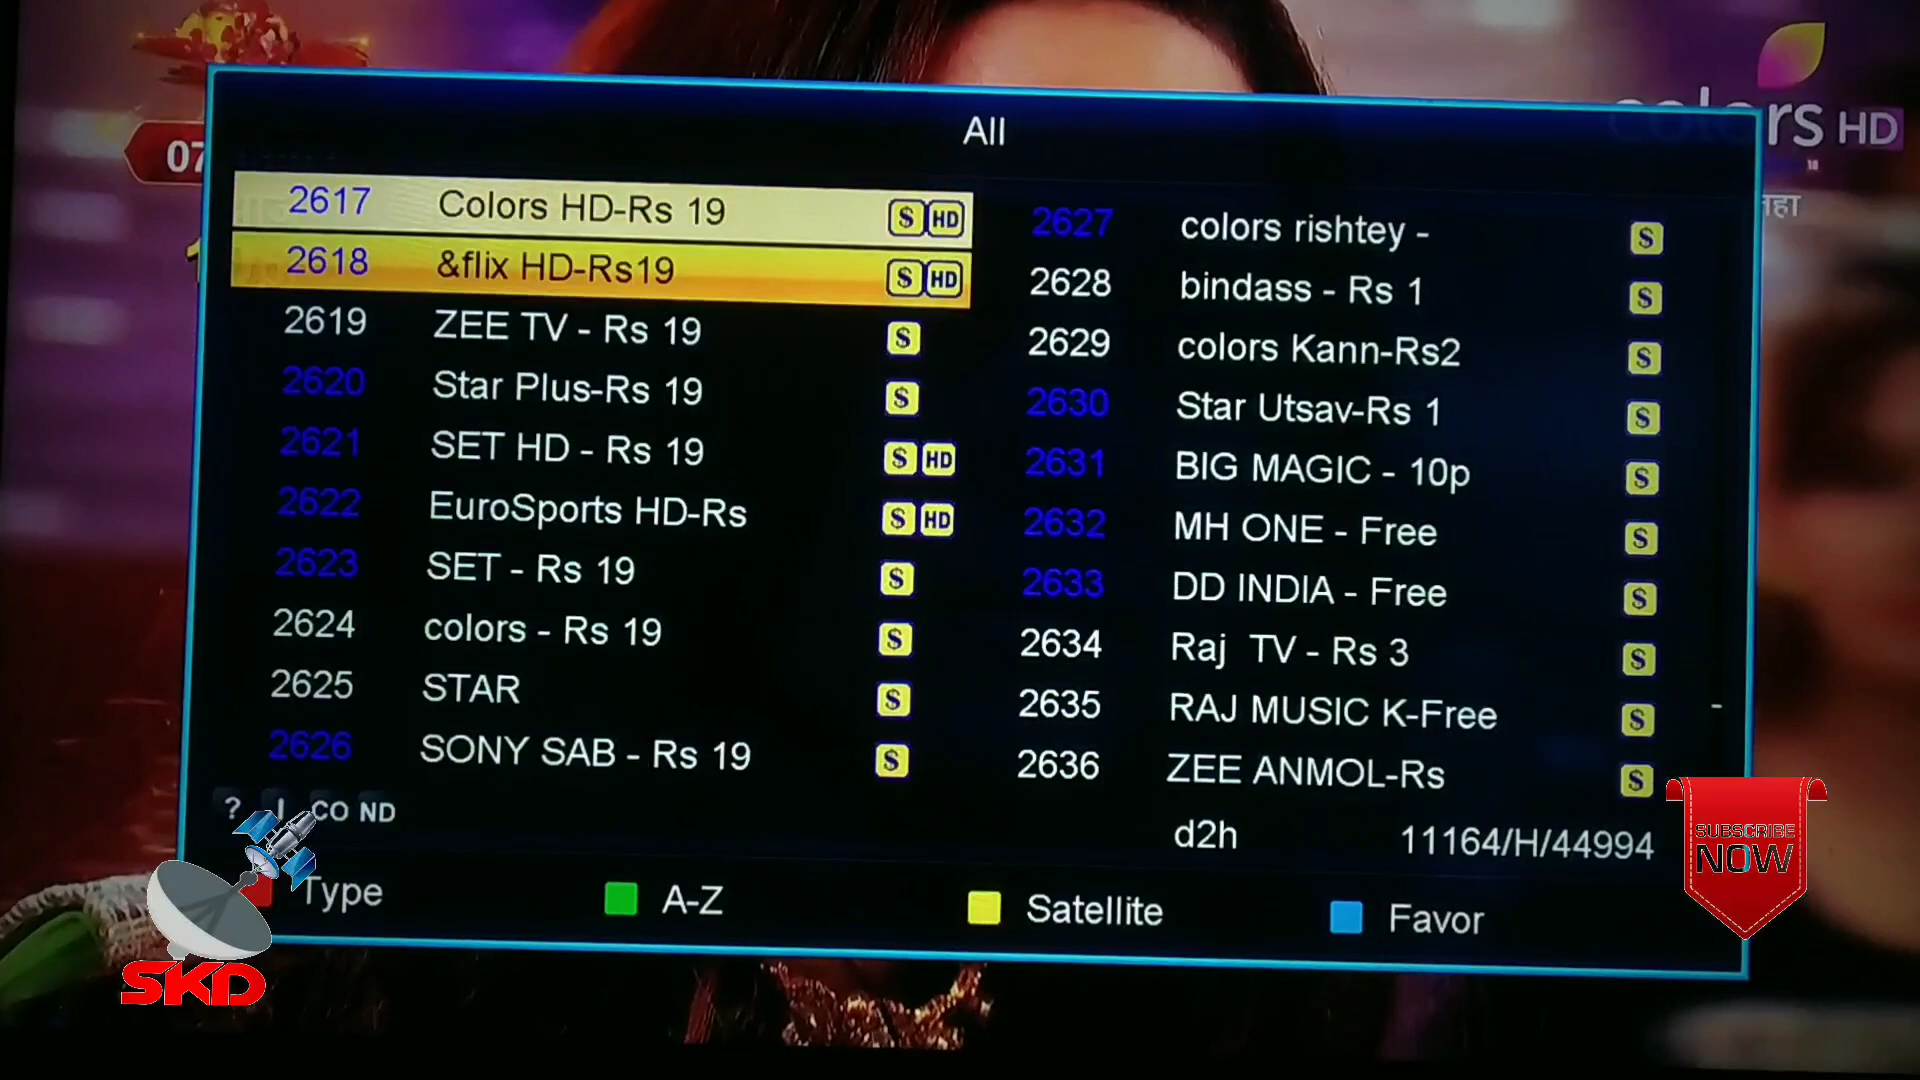 All
colors HD
07
2617 Colors HD-Rs 19 S HD
2618 &flix HD-Rs19 S HD
2619 ZEE TV - Rs 19 S
2620 Star Plus-Rs 19 S
2621 SET HD - Rs 19 S HD
2622 EuroSports HD-Rs S HD
2623 SET - Rs 19 S
2624 colors - Rs 19 S
2625 STAR S
2626 SONY SAB - Rs 19 S
2627 colors rishtey - S
2628 bindass - Rs 1 S
2629 colors Kann-Rs2 S
2630 Star Utsav-Rs 1 S
2631 BIG MAGIC - 10p S
2632 MH ONE - Free S
2633 DD INDIA - Free S
2634 Raj TV - Rs 3 S
2635 RAJ MUSIC K-Free S
2636 ZEE ANMOL-Rs S
? CO ND
d2h 11164/H/44994
Type A-Z Satellite Favor
SKD
SUBSCRIBE
NOW